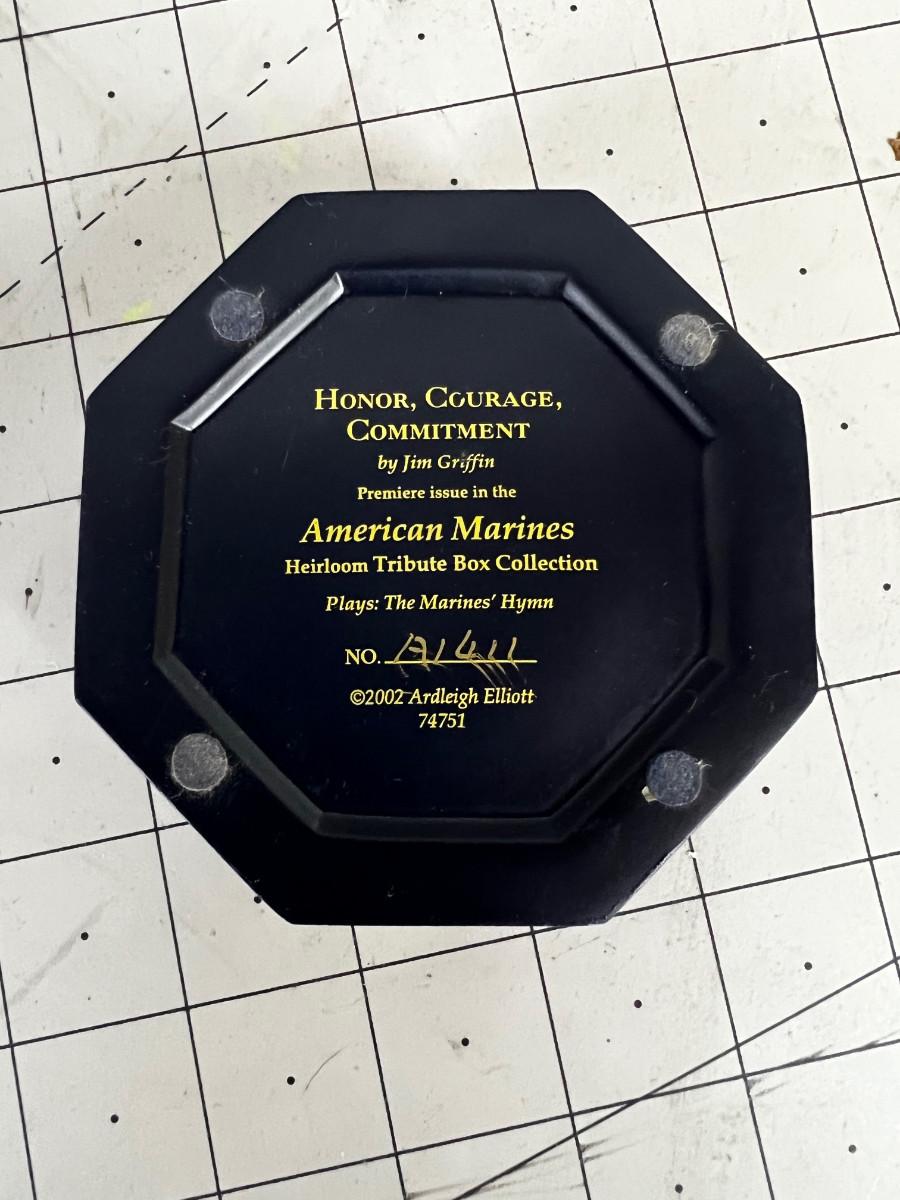 HONOR, COURAGE,
COMMITMENT
by Jim Griffin
Premiere issue in the
American Marines
Heirloom Tribute Box Collection
Plays: The Marines' Hymn
NO. A1411
©2002 Ardleigh Elliott
74751